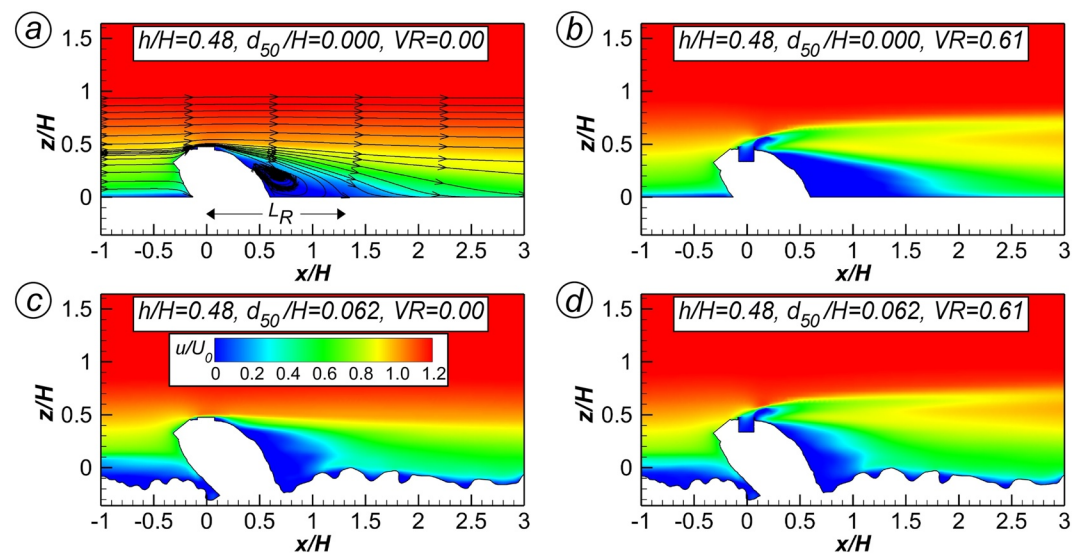 a
h/H=0.48, d50/H=0.000, VR=0.00
z/H
1.5
1
0.5
0
LR
-1 -0.5 0 0.5 1 1.5 2 2.5 3
x/H
b
h/H=0.48, d50/H=0.000, VR=0.61
z/H
1.5
1
0.5
0
-1 -0.5 0 0.5 1 1.5 2 2.5 3
x/H
c
h/H=0.48, d50/H=0.062, VR=0.00
u/U0
0 0.2 0.4 0.6 0.8 1.0 1.2
z/H
1.5
1
0.5
0
-1 -0.5 0 0.5 1 1.5 2 2.5 3
x/H
d
h/H=0.48, d50/H=0.062, VR=0.61
z/H
1.5
1
0.5
0
-1 -0.5 0 0.5 1 1.5 2 2.5 3
x/H